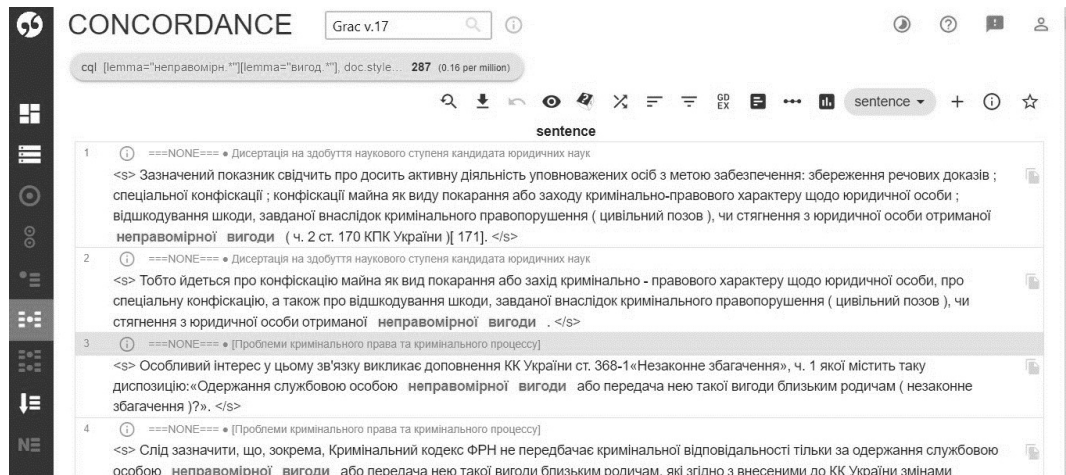 CONCORDANCE
Grac v.17
cql [lemma="неправомірн.*"][lemma="вигод.*"], doc.style... 287 (0.16 per million)
GD EX
sentence
+
sentence
1 ===NONE=== ● Дисертація на здобуття наукового ступеня кандидата юридичних наук
<s> Зазначений показник свідчить про досить активну діяльність уповноважених осіб з метою забезпечення: збереження речових доказів ;
спеціальної конфіскації ; конфіскації майна як виду покарання або заходу кримінально-правового характеру щодо юридичної особи ;
відшкодування шкоди, завданої внаслідок кримінального правопорушення ( цивільний позов ), чи стягнення з юридичної особи отриманої
неправомірної вигоди ( ч. 2 ст. 170 КПК України )[ 171]. </s>
2 ===NONE=== ● Дисертація на здобуття наукового ступеня кандидата юридичних наук
<s> Тобто йдеться про конфіскацію майна як вид покарання або захід кримінально - правового характеру щодо юридичної особи, про
спеціальну конфіскацію, а також про відшкодування шкоди, завданої внаслідок кримінального правопорушення ( цивільний позов ), чи
стягнення з юридичної особи отриманої неправомірної вигоди . </s>
3 ===NONE=== ● [Проблеми кримінального права та кримінального процессу]
<s> Особливий інтерес у цьому зв'язку викликає доповнення КК України ст. 368-1«Незаконне збагачення», ч. 1 якої містить таку
диспозицію:«Одержання службовою особою неправомірної вигоди або передача нею такої вигоди близьким родичам ( незаконне
збагачення )?». </s>
4 ===NONE=== ● [Проблеми кримінального права та кримінального процессу]
<s> Слід зазначити, що, зокрема, Кримінальний кодекс ФРН не передбачає кримінальної відповідальності тільки за одержання службовою
особою неправомірної вигоди або передача нею такої вигоди близьким родичам, які згідно з внесеними до КК України змінами